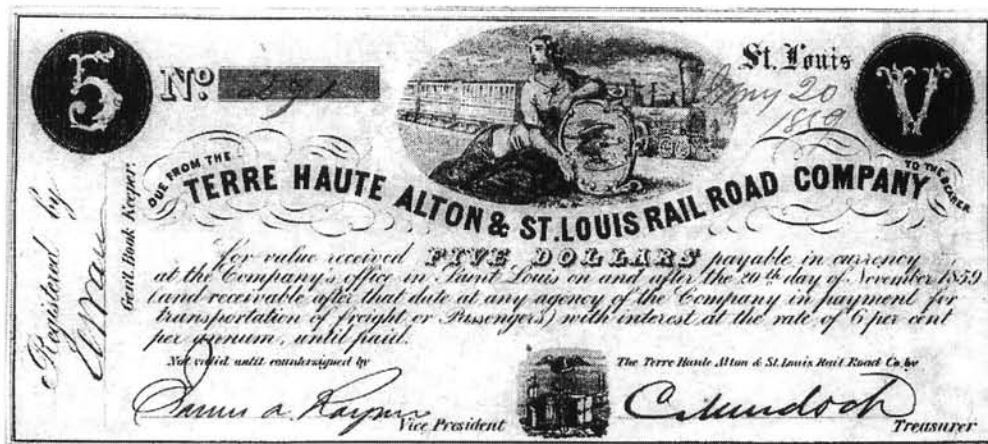 5
No. 291
St. Louis
May 20
1859
V
DUE FROM THE
TERRE HAUTE ALTON & ST. LOUIS RAIL ROAD COMPANY
TO THE BEARER
For value received FIVE DOLLARS payable in currency
at the Company's office in Saint Louis on and after the 20th day of November 1859
(and receivable after that date at any agency of the Company in payment for
transportation of freight or Passengers) with interest at the rate of 6 per cent
per annum, until paid.
Not valid until countersigned by
The Terre Haute Alton & St. Louis Rail Road Co. by
James A.
Vice President
C Murdoch
Treasurer
Registered by
Genl. Book Keeper.